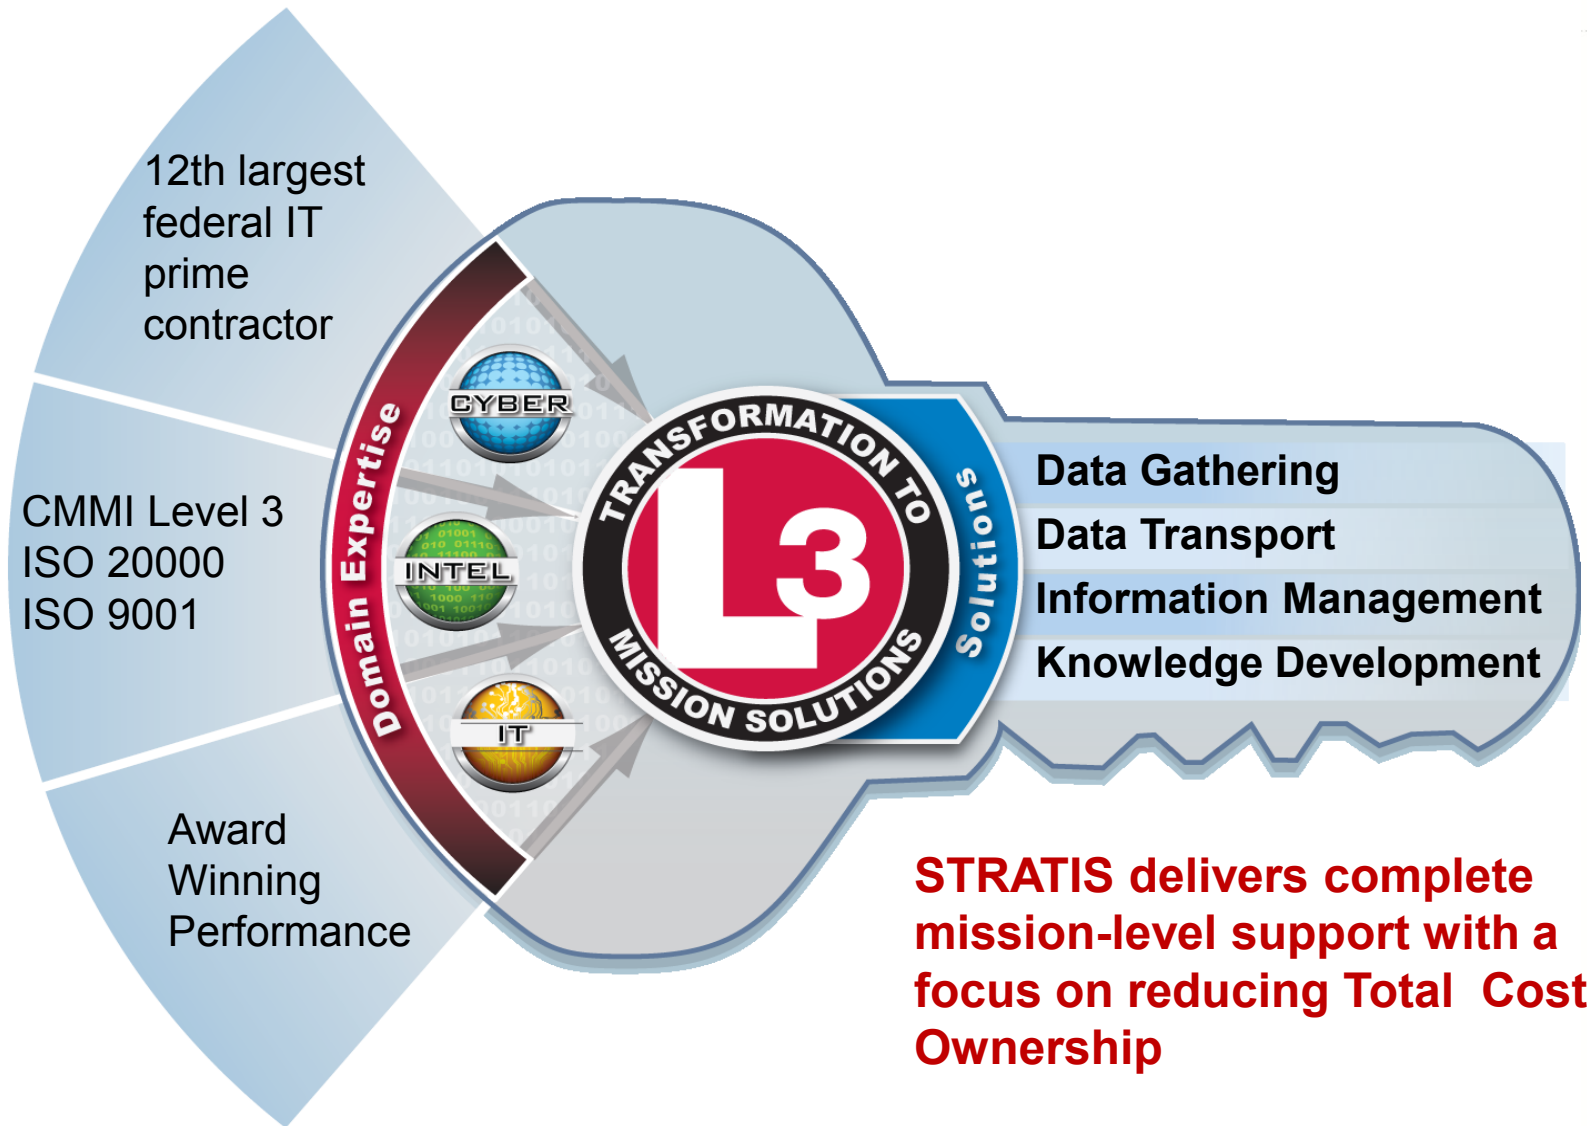 12th largest
federal IT
prime
contractor
CMMI Level 3
ISO 20000
ISO 9001
Award
Winning
Performance
Domain Expertise
CYBER
INTEL
IT
TRANSFORMATION TO
L3
MISSION SOLUTIONS
Solutions
Data Gathering
Data Transport
Information Management
Knowledge Development
STRATIS delivers complete
mission-level support with a
focus on reducing Total  Cost
Ownership